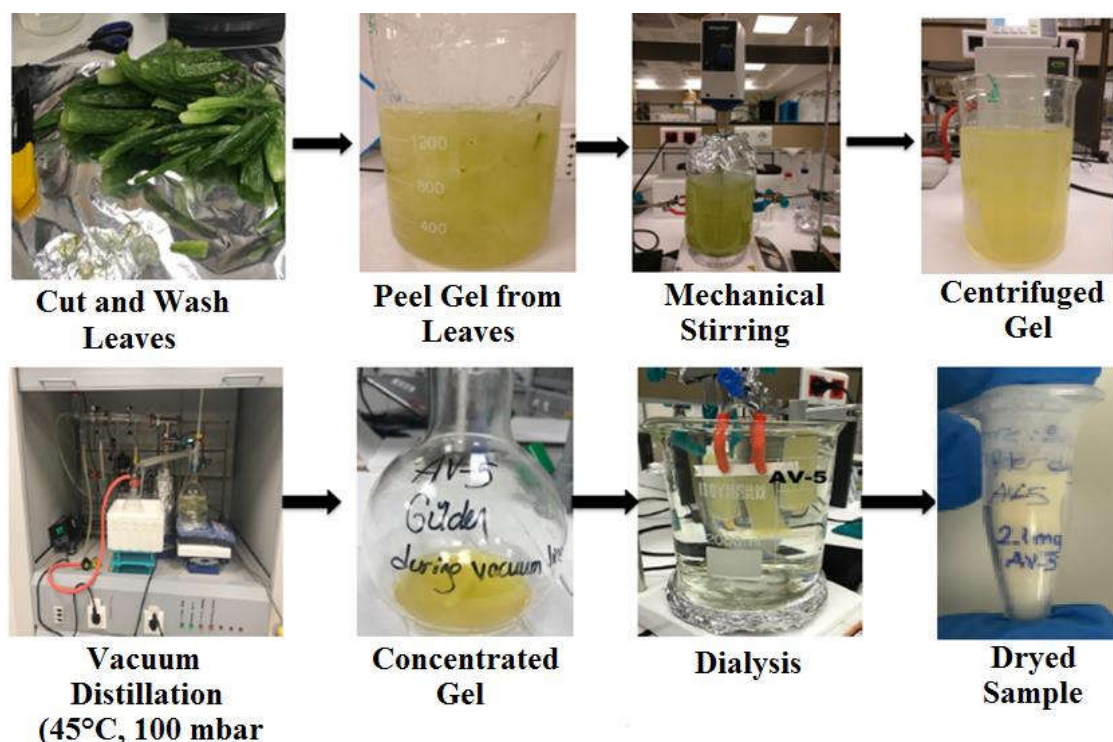 1200
800
400
Cut and Wash
Leaves
Peel Gel from
Leaves
Mechanical
Stirring
Centrifuged
Gel
AV-5
Gülden
during vacuum
AV-5
AV-5
2.1mg
AV-5
Vacuum
Distillation
(45°C, 100 mbar
Concentrated
Gel
Dialysis
Dryed
Sample